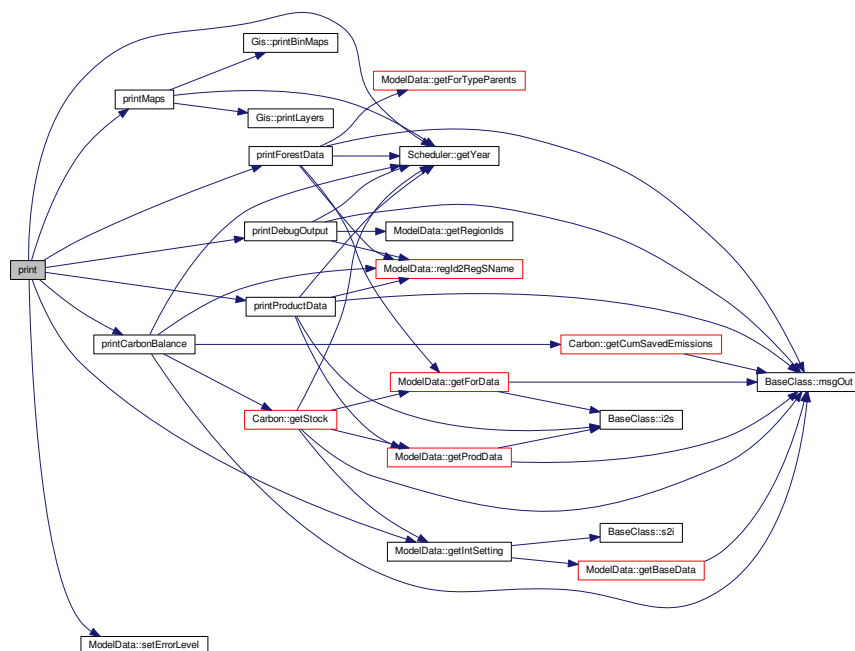 Gis::printBinMaps
ModelData::getForTypeParents
printMaps
Gis::printLayers
printForestData
Scheduler::getYear
printDebugOutput
ModelData::getRegionIds
print
ModelData::regId2RegSName
printProductData
printCarbonBalance
Carbon::getCumSavedEmissions
ModelData::getForData
BaseClass::msgOut
Carbon::getStock
BaseClass::i2s
ModelData::getProdData
BaseClass::s2i
ModelData::getIntSetting
ModelData::getBaseData
ModelData::setErrorLevel